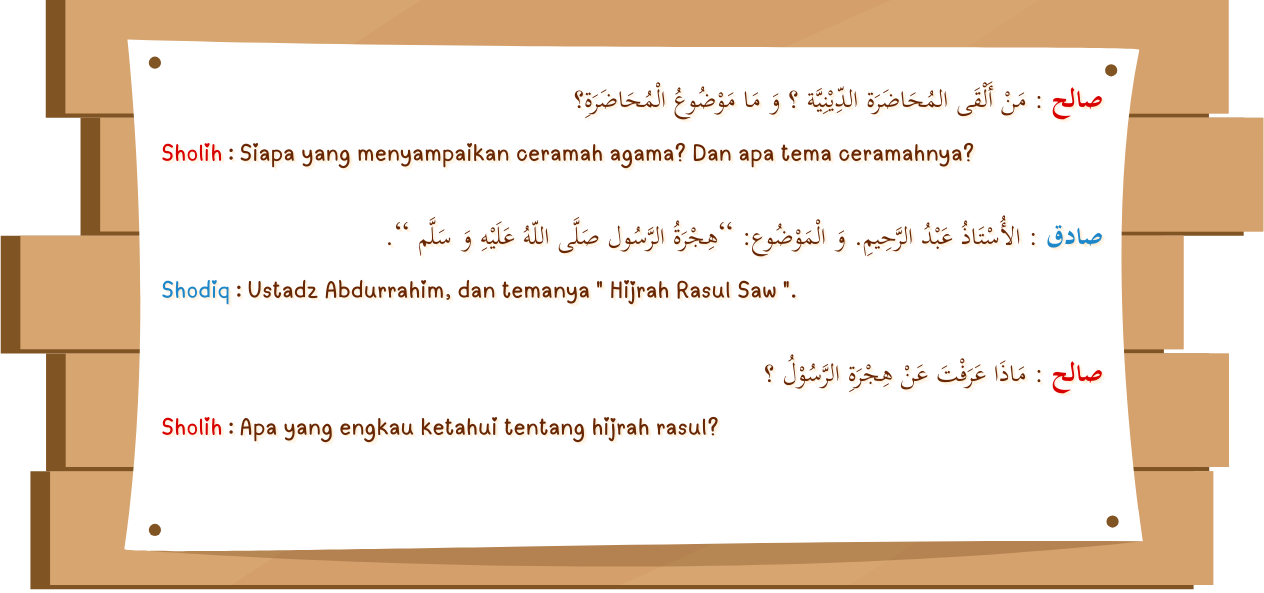 صالح : مَنْ أَلْقَى المُحَاضَرَة الدِّيْنِيَّة ؟ وَ مَا مَوْضُوعُ الْمُحَاضَرَةِ؟
Sholih : Siapa yang menyampaikan ceramah agama? Dan apa tema ceramahnya?
صادق : الأُسْتَاذُ عَبْدُ الرَّحِيمِ. وَ الْمَوْضُوع: “هِجْرَةُ الرَّسُول صَلَّى اللّهُ عَلَيْهِ وَ سَلَّم “.
Shodiq : Ustadz Abdurrahim, dan temanya " Hijrah Rasul Saw ".
صالح : مَاذَا عَرَفْتَ عَنْ هِجْرَةِ الرَّسُوْلُ ؟
Sholih : Apa yang engkau ketahui tentang hijrah rasul?